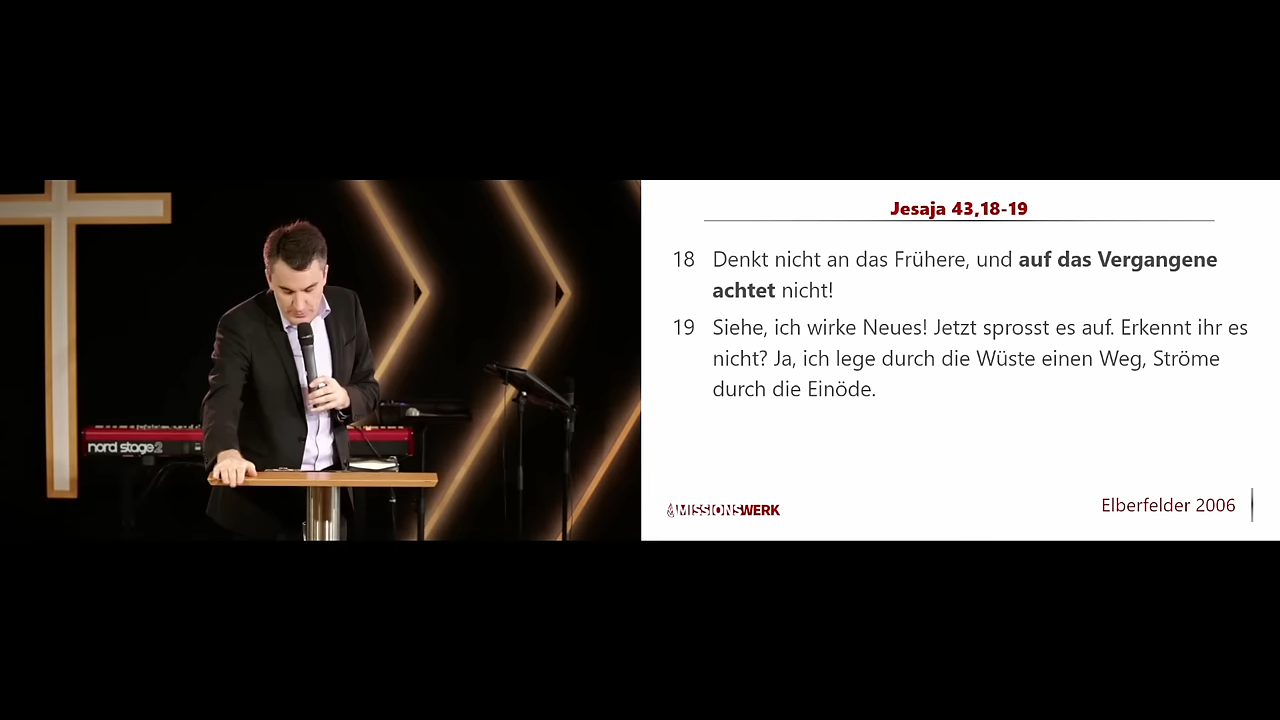 nord stage 2
Jesaja 43,18-19
18 Denkt nicht an das Frühere, und auf das Vergangene
achtet nicht!
19 Siehe, ich wirke Neues! Jetzt sprosst es auf. Erkennt ihr es
nicht? Ja, ich lege durch die Wüste einen Weg, Ströme
durch die Einöde.
MISSIONSWERK
Elberfelder 2006